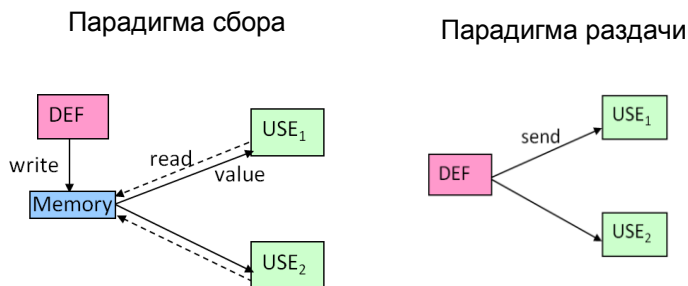 Парадигма сбора
DEF
write
Memory
read
value
USE₁
USE₂
Парадигма раздачи
DEF
send
USE₁
USE₂